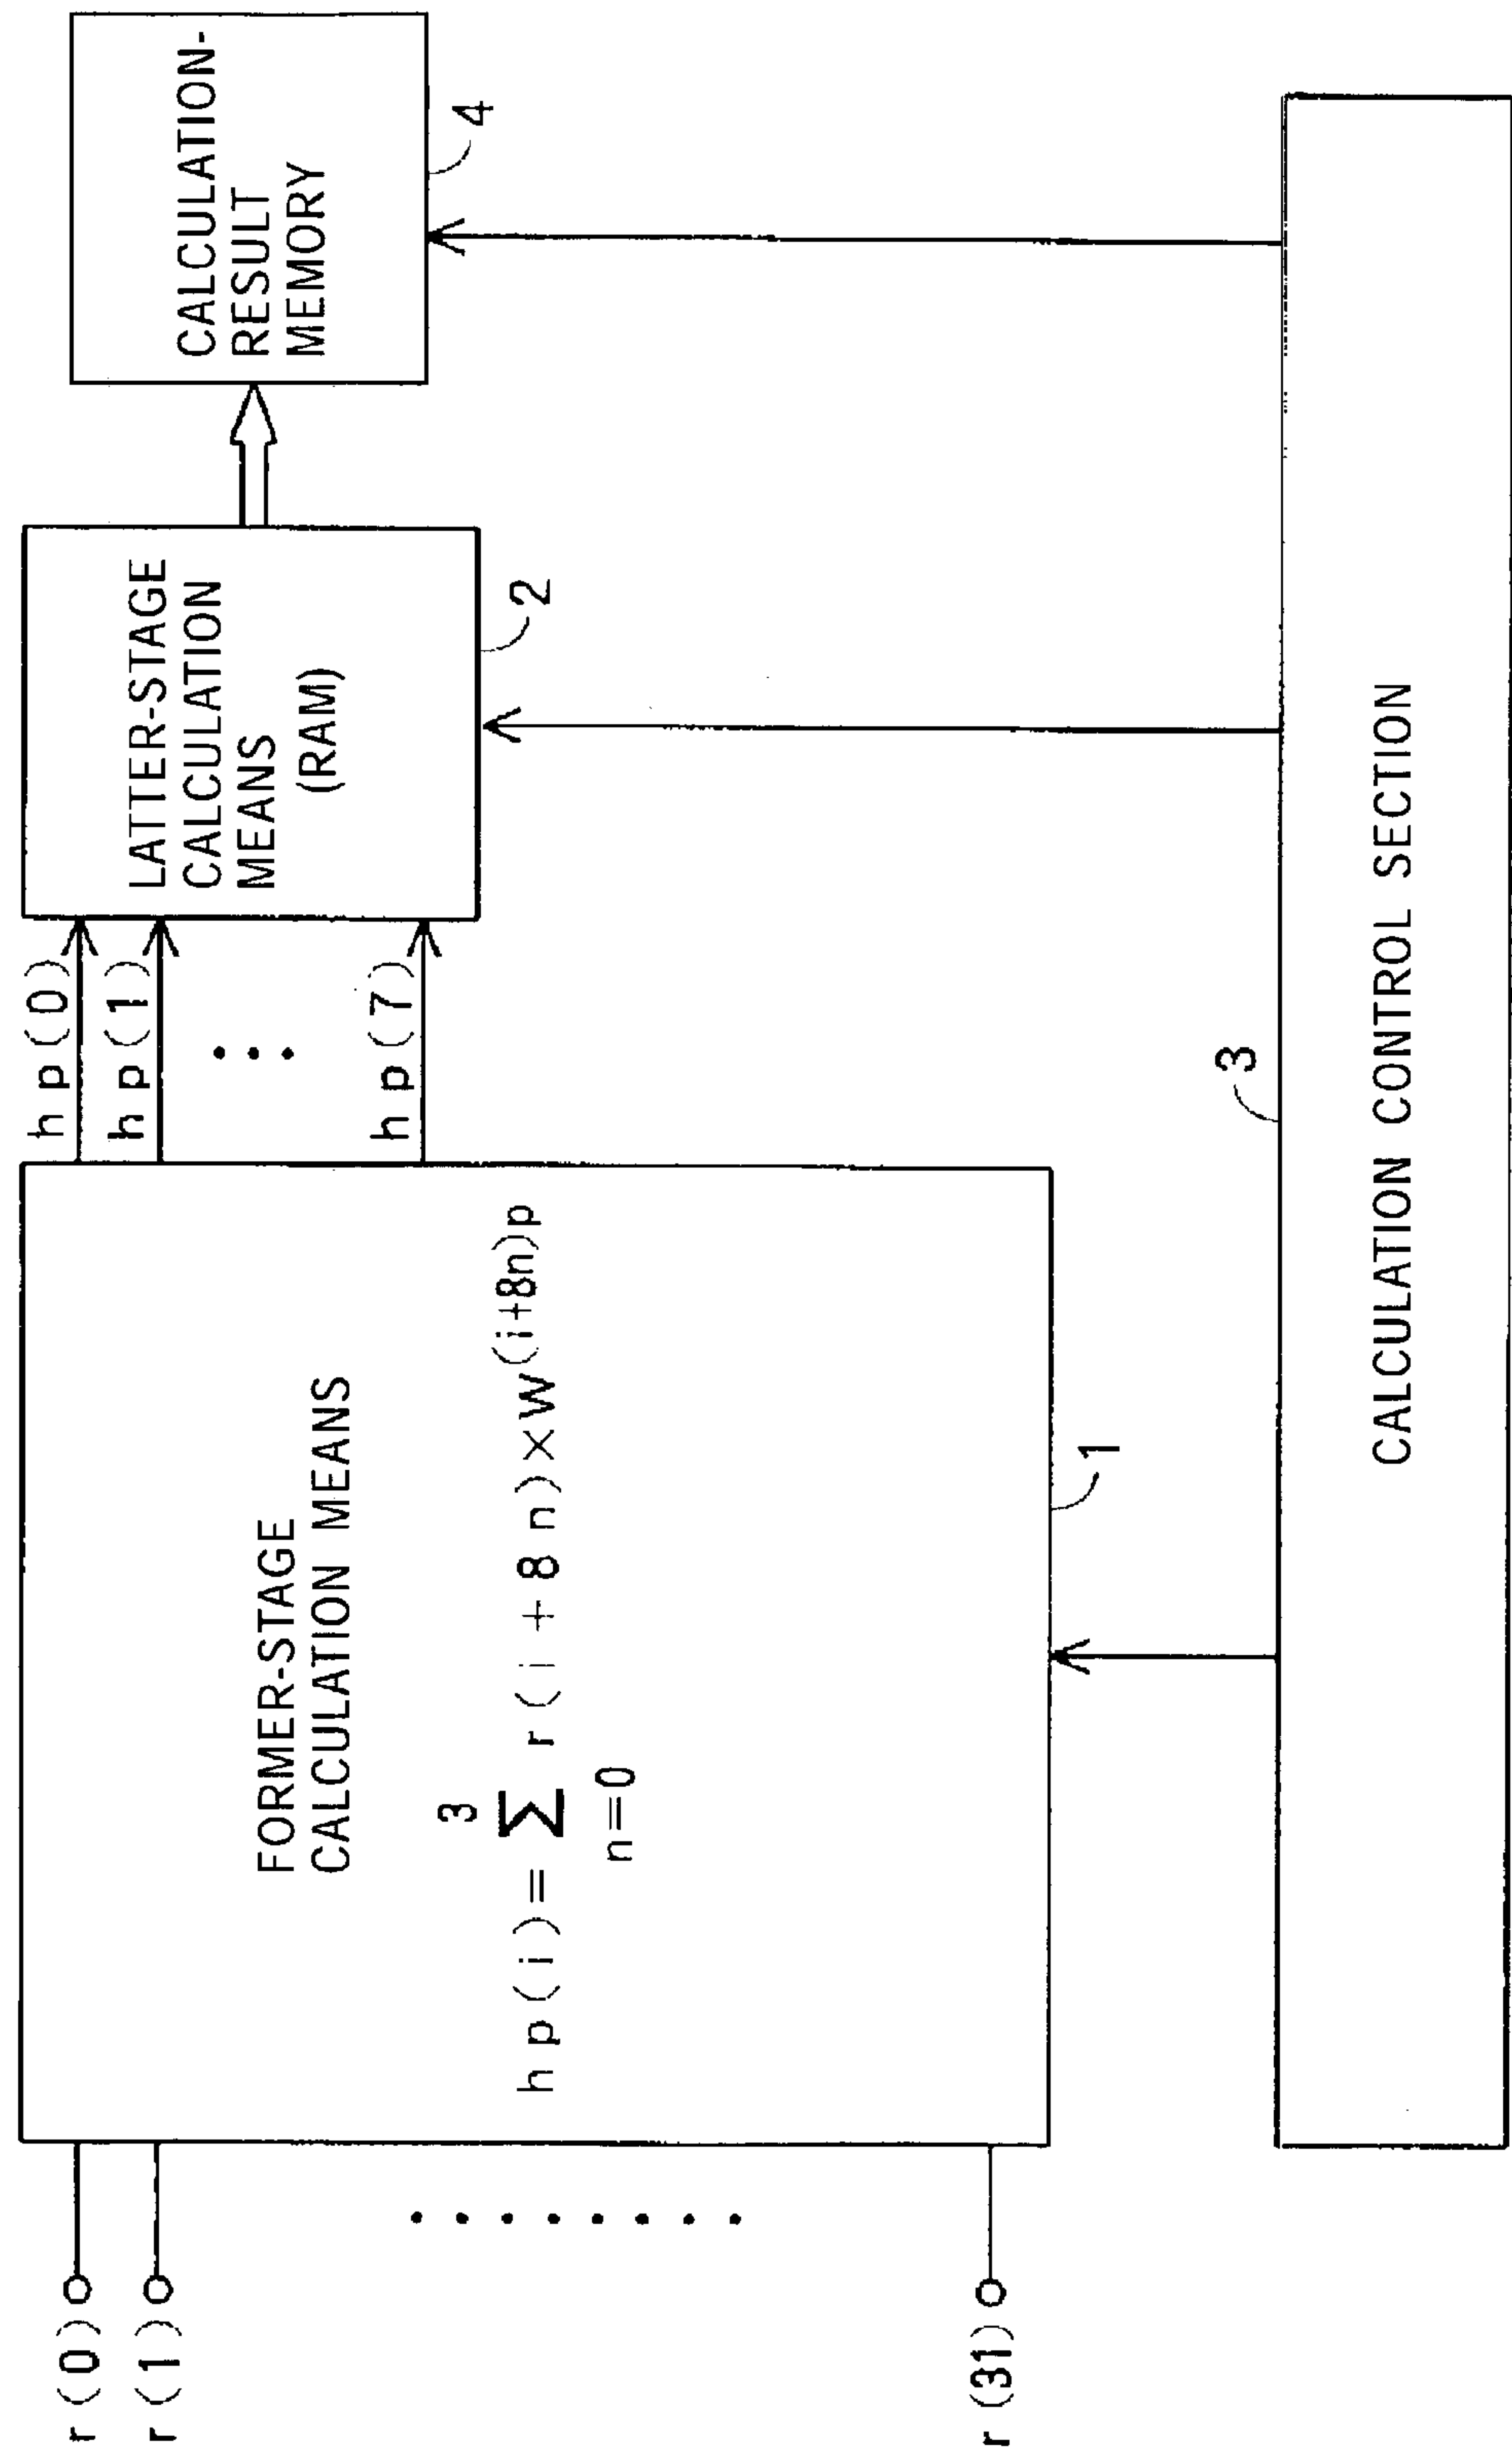 r(0)
r(1)
r(31)
FORMER-STAGE
CALCULATION MEANS
hp(i)=
3
Σ
n=0
r(i+8n)×W^(i+8n)p
1
hp(0)
hp(1)
hp(7)
LATTER-STAGE
CALCULATION
MEANS
(RAM)
2
CALCULATION-
RESULT
MEMORY
4
3
CALCULATION CONTROL SECTION